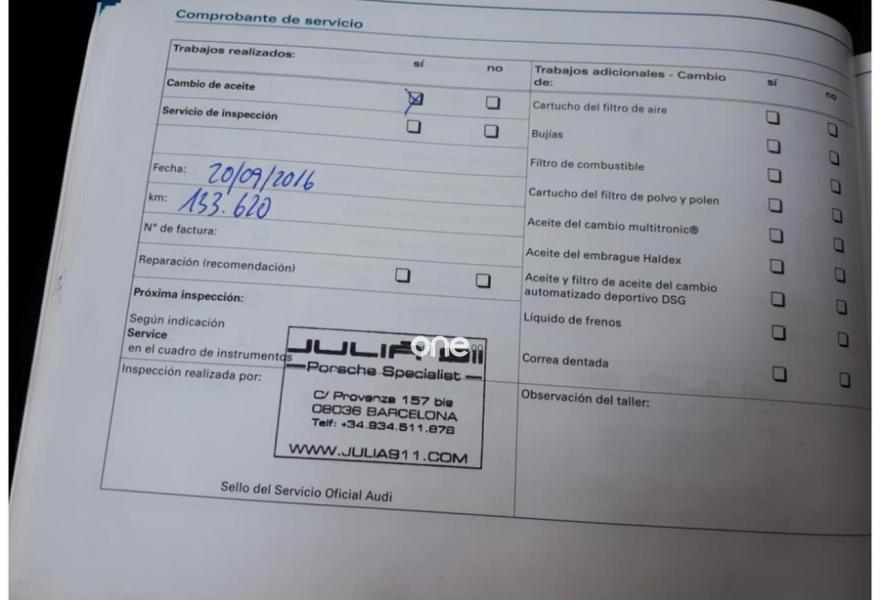 Comprobante de servicio
Trabajos realizados:
sí
no
Cambio de aceite
Servicio de inspección
Fecha: 20/09/2016
km: 133.620
N° de factura:
Reparación (recomendación)
Próxima inspección:
Según indicación
Service
en el cuadro de instrumentos
Inspección realizada por:
JULIA
one
Porsche Specialist
C/ Provenza 157 bis
08036 BARCELONA
Telf: +34.934.511.878
WWW.JULIA911.COM
Sello del Servicio Oficial Audi
Trabajos adicionales - Cambio
de:
sí
no
Cartucho del filtro de aire
Bujías
Filtro de combustible
Cartucho del filtro de polvo y polen
Aceite del cambio multitronic®
Aceite del embrague Haldex
Aceite y filtro de aceite del cambio
automatizado deportivo DSG
Líquido de frenos
Correa dentada
Observación del taller: